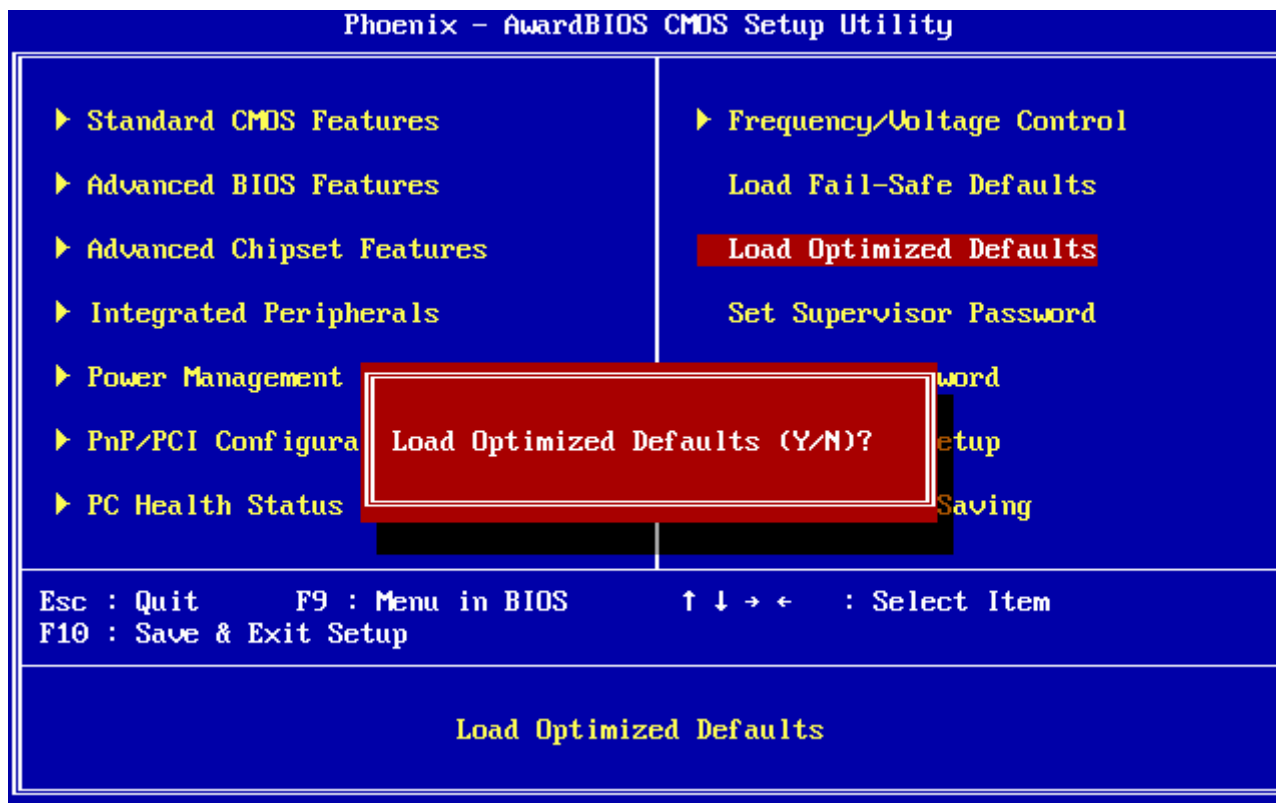 Phoenix - AwardBIOS CMOS Setup Utility
Standard CMOS Features
Advanced BIOS Features
Advanced Chipset Features
Integrated Peripherals
Power Management
PnP/PCI Configura
PC Health Status
Frequency/Voltage Control
Load Fail-Safe Defaults
Load Optimized Defaults
Set Supervisor Password
word
etup
Saving
Load Optimized Defaults (Y/N)?
Esc : Quit F9 : Menu in BIOS ↑ ↓ → ← : Select Item
F10 : Save & Exit Setup
Load Optimized Defaults